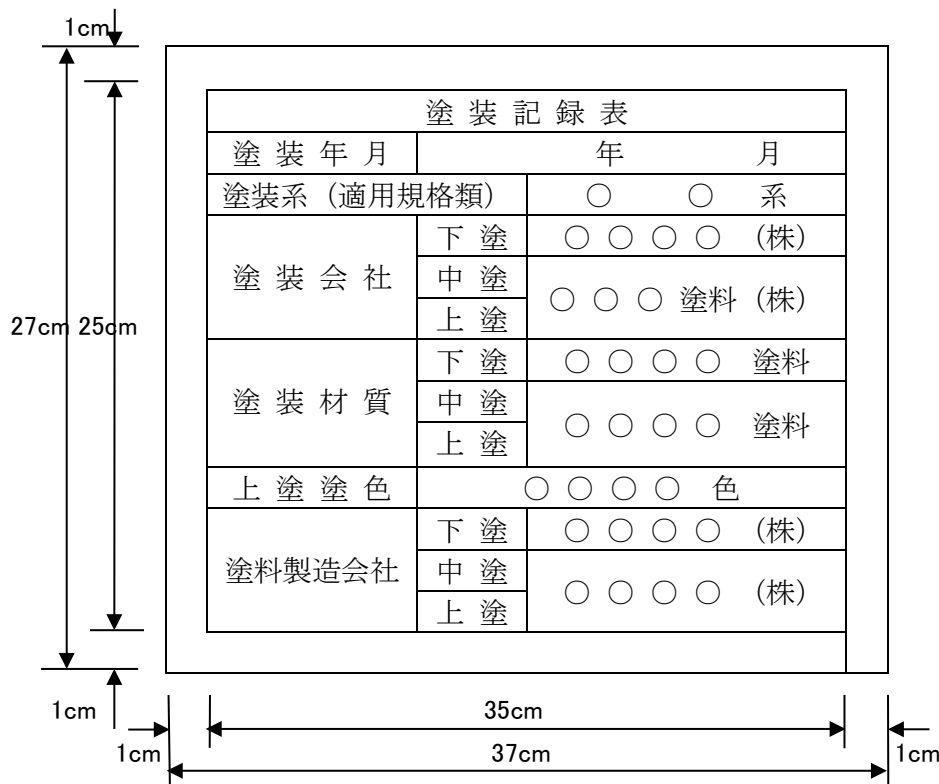 1cm
塗 装 記 録 表
塗 装 年 月 年 月
塗装系（適用規格類） ○ ○ 系
塗 装 会 社
下 塗 ○ ○ ○ ○ （株）
中 塗
上 塗
○ ○ ○ 塗料（株）
27cm 25cm
塗 装 材 質
下 塗 ○ ○ ○ ○ 塗料
中 塗
上 塗
○ ○ ○ ○ 塗料
上 塗 塗 色 ○ ○ ○ ○ 色
塗料製造会社
下 塗 ○ ○ ○ ○ （株）
中 塗
上 塗
○ ○ ○ ○ （株）
1cm
35cm
1cm
37cm
1cm